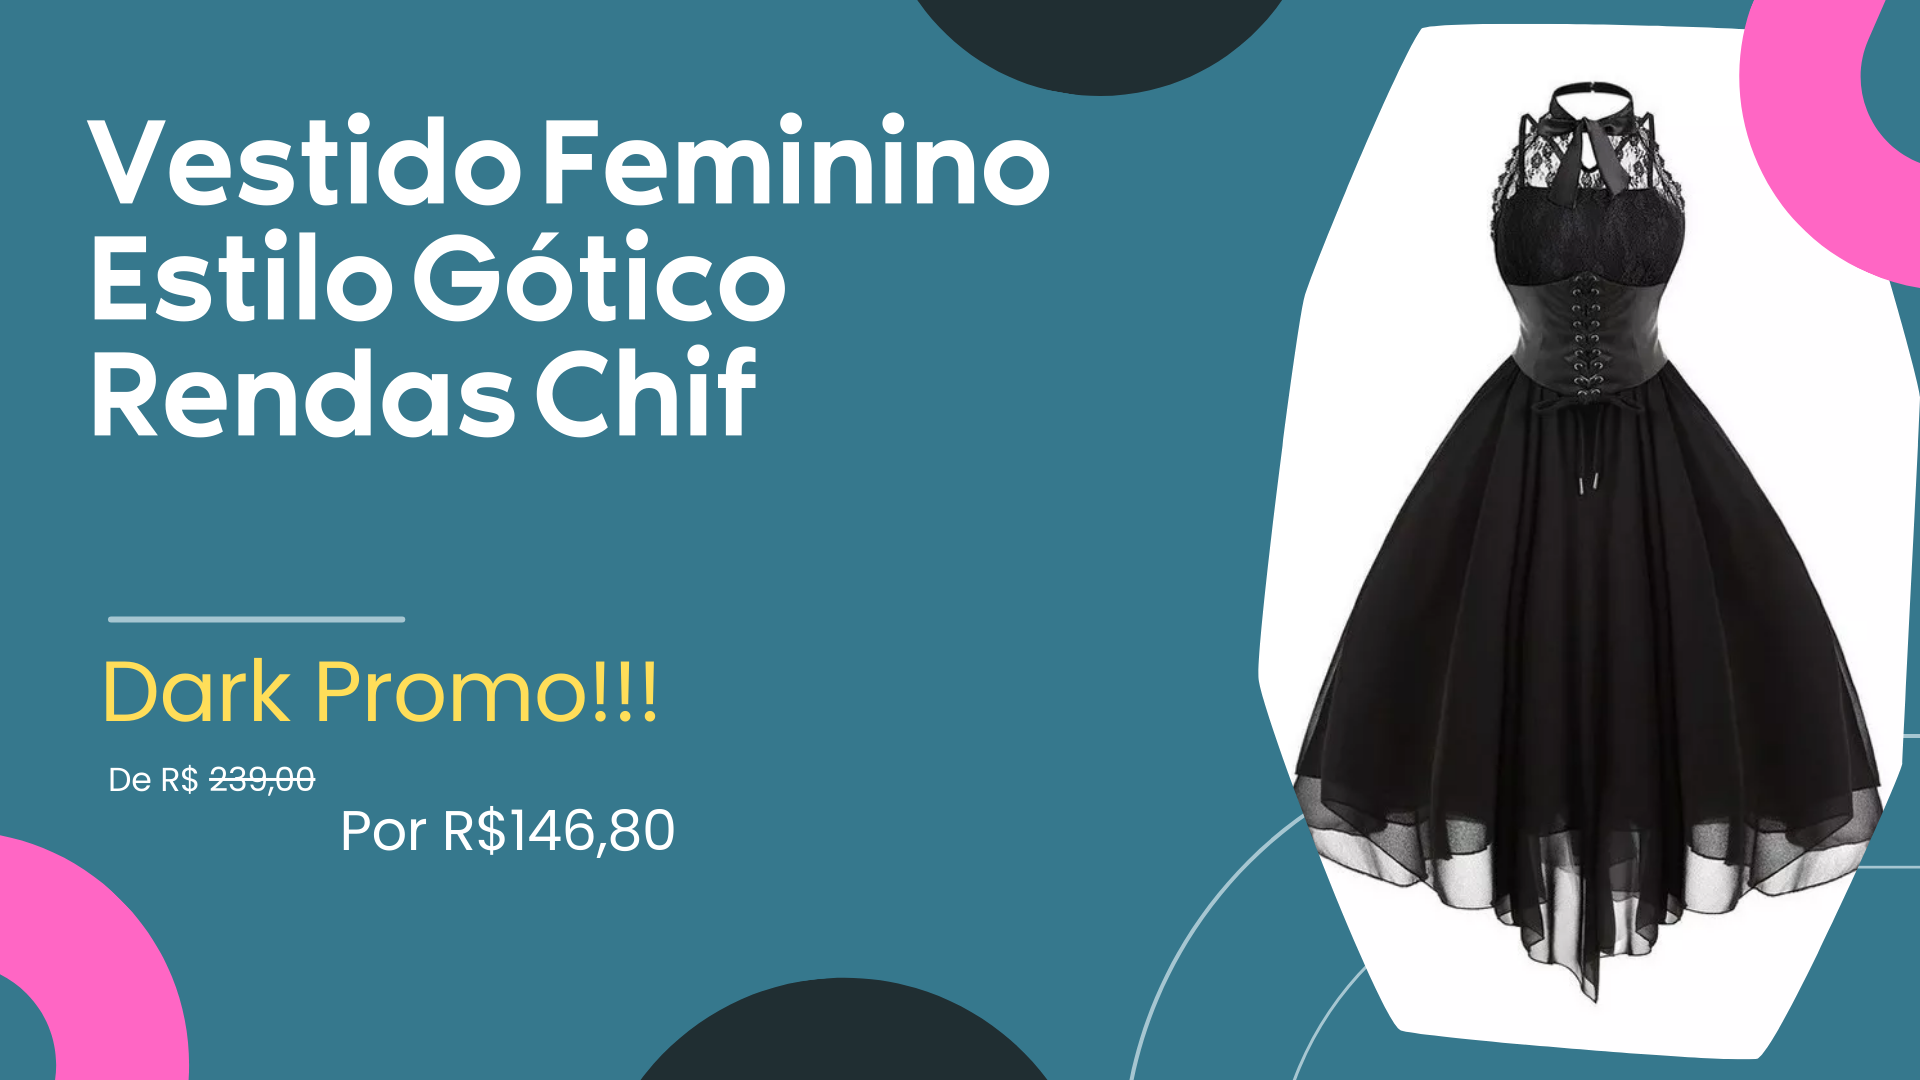 Vestido Feminino
Estilo Gótico
Rendas Chif
Dark Promo!!!
De R$ 239,00
Por R$146,80